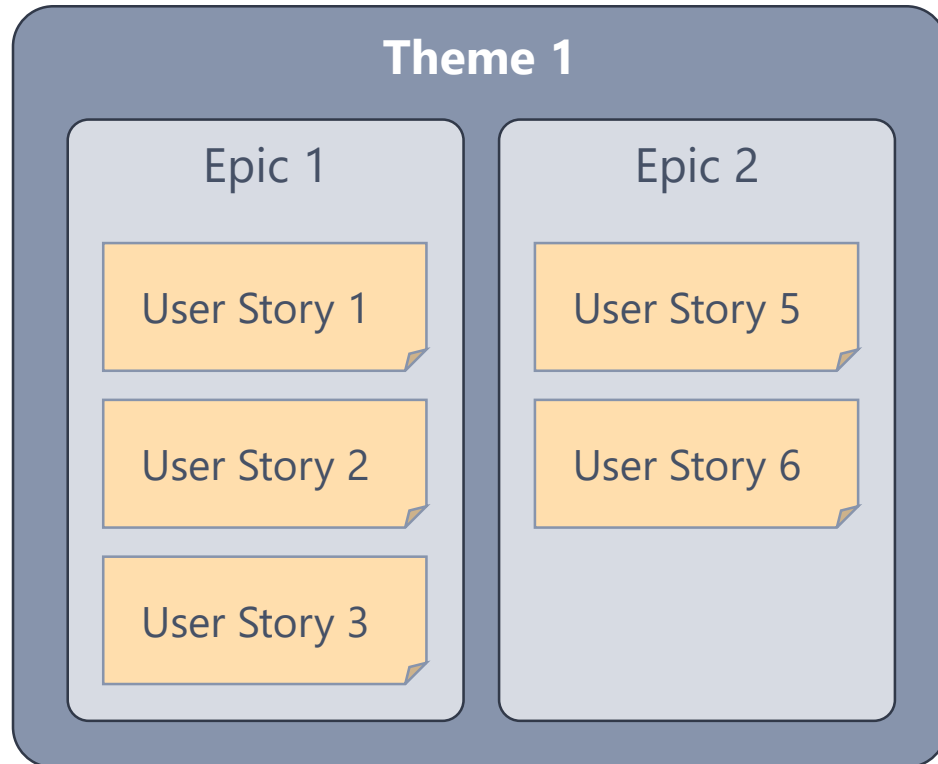 Theme 1
Epic 1
User Story 1
User Story 2
User Story 3
Epic 2
User Story 5
User Story 6